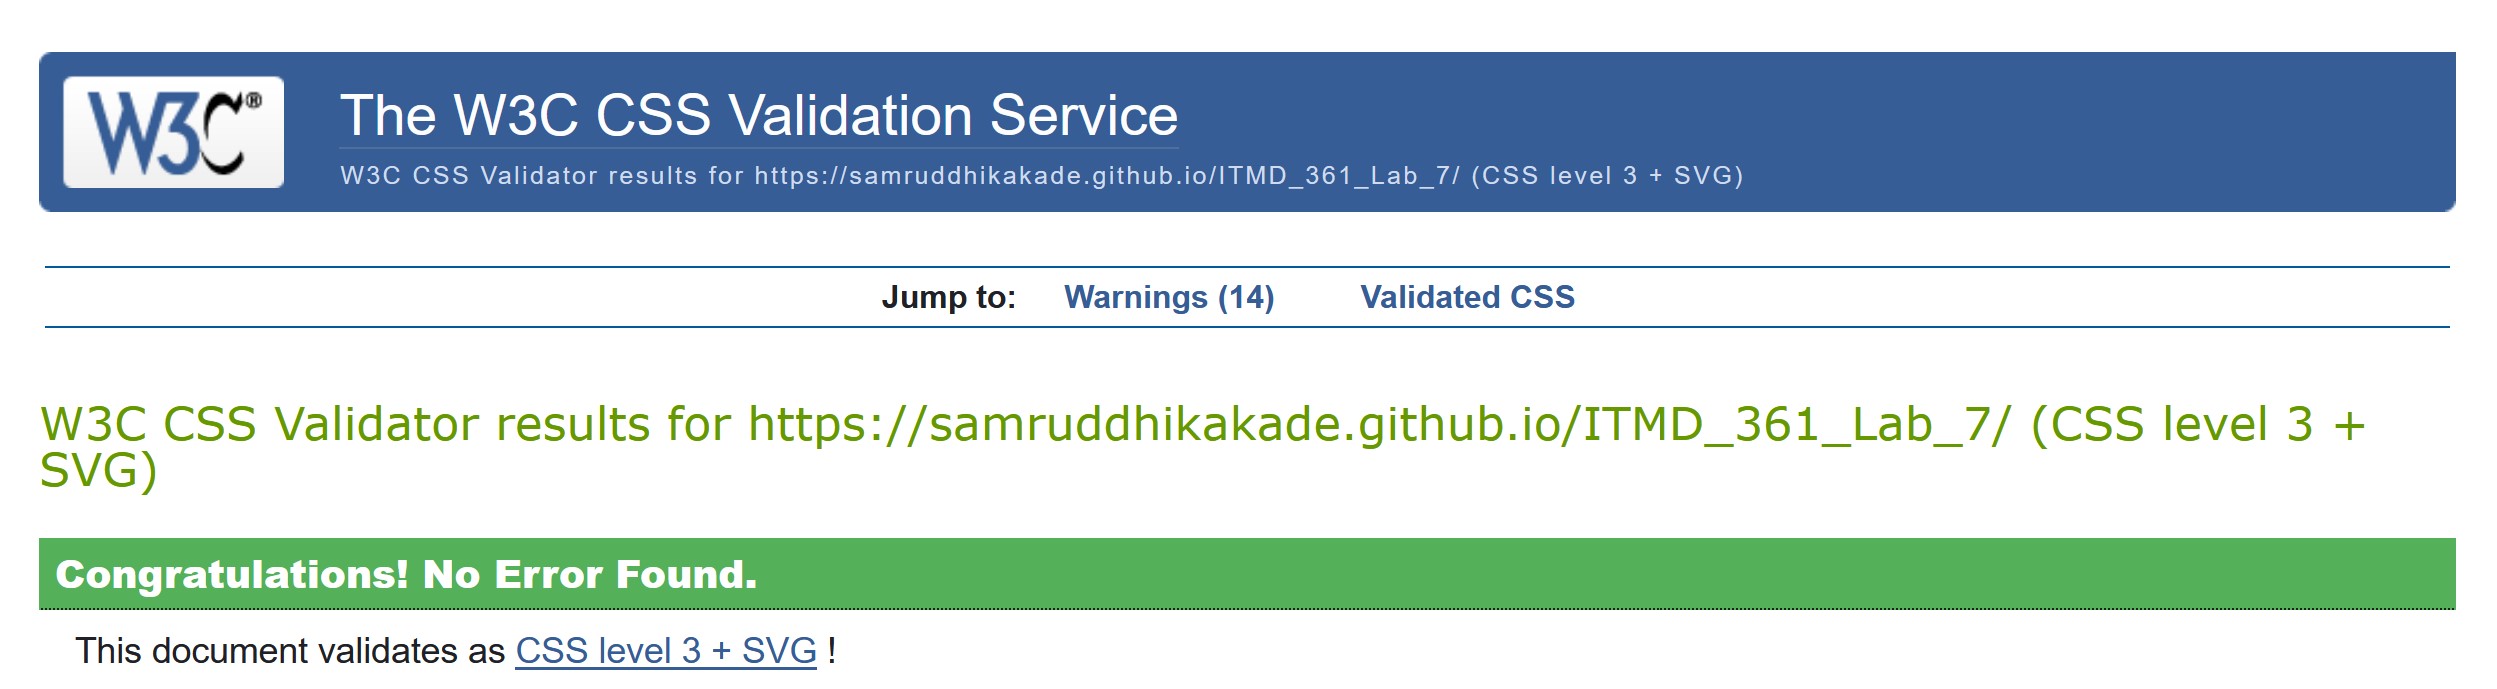 W3C®
The W3C CSS Validation Service
W3C CSS Validator results for https://samruddhikakade.github.io/ITMD_361_Lab_7/ (CSS level 3 + SVG)
Jump to: Warnings (14) Validated CSS
W3C CSS Validator results for https://samruddhikakade.github.io/ITMD_361_Lab_7/ (CSS level 3 +
SVG)
Congratulations! No Error Found.
This document validates as CSS level 3 + SVG !